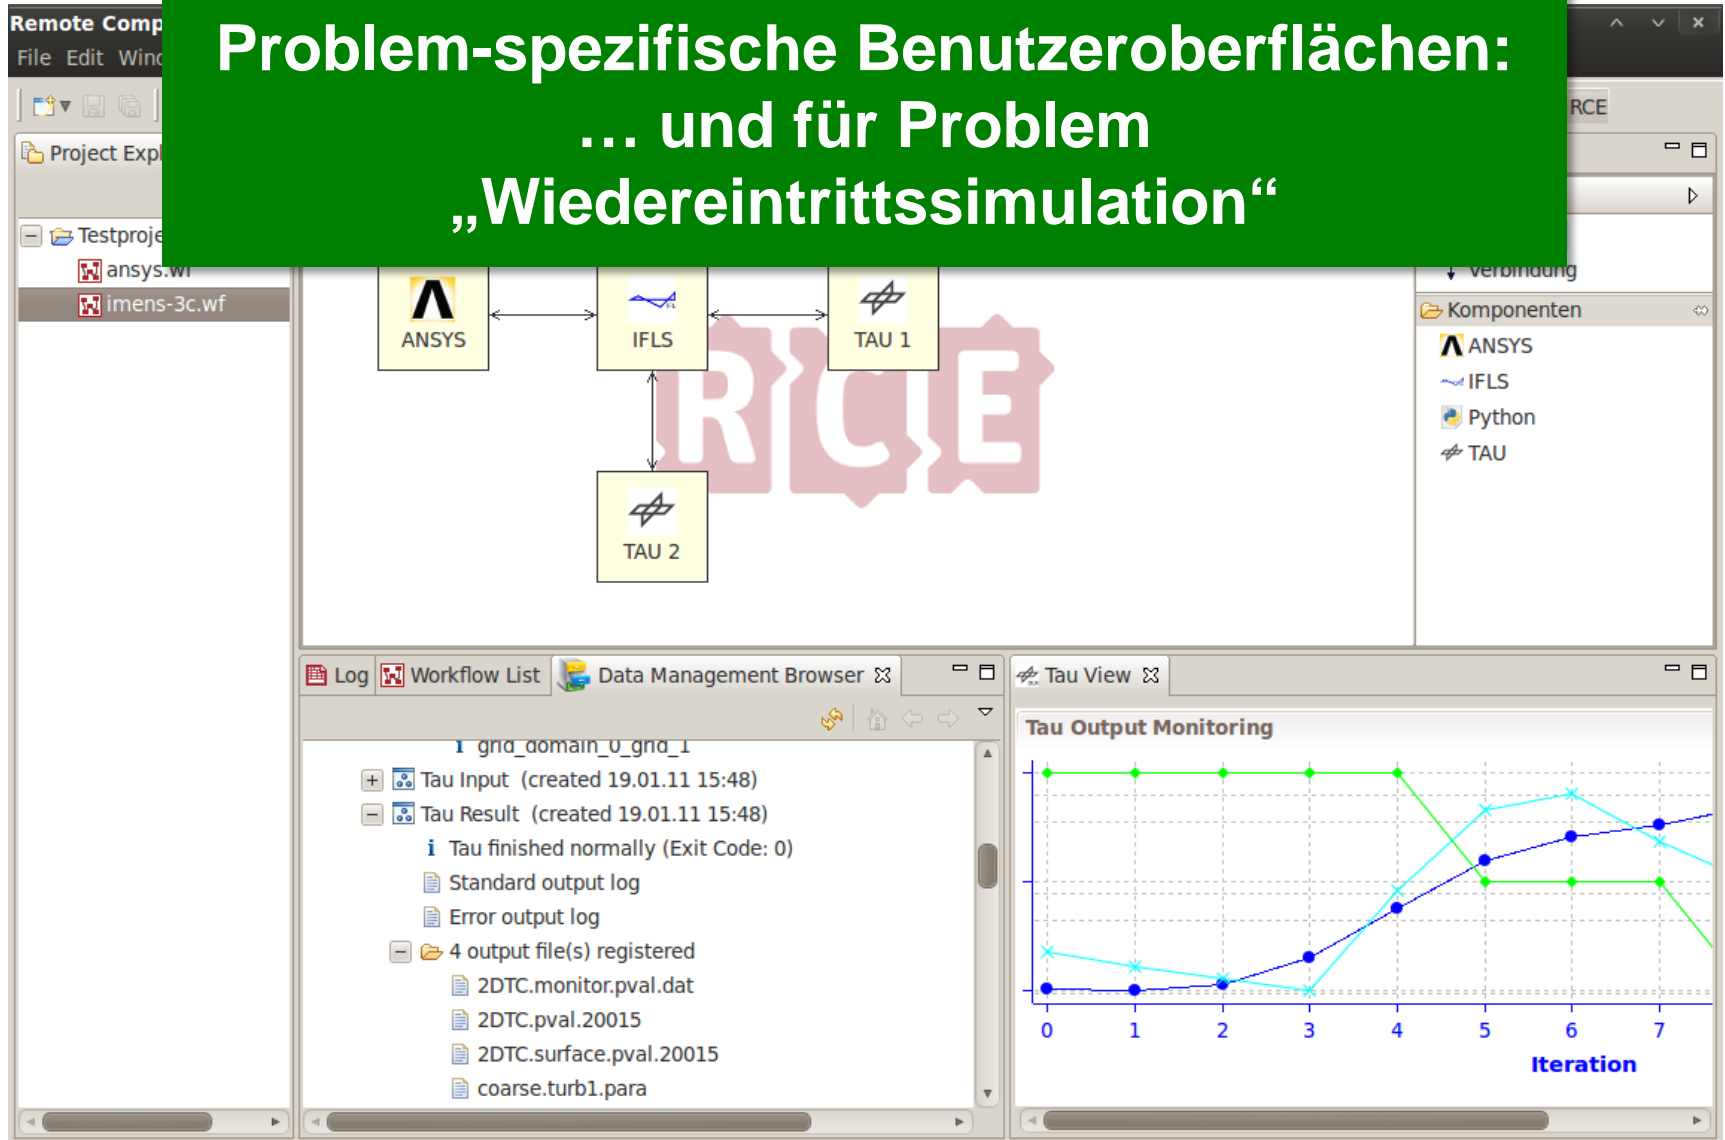 Remote Comp
Problem-spezifische Benutzeroberflächen:
… und für Problem
„Wiedereintrittssimulation“
File Edit Wind
RCE
Project Expl
Testproje
ansys.wf
imens-3c.wf
ANSYS
IFLS
TAU 1
TAU 2
RCE
Verbindung
Komponenten
ANSYS
IFLS
Python
TAU
Log
Workflow List
Data Management Browser
i grid_domain_0_grid_1
Tau Input (created 19.01.11 15:48)
Tau Result (created 19.01.11 15:48)
i Tau finished normally (Exit Code: 0)
Standard output log
Error output log
4 output file(s) registered
2DTC.monitor.pval.dat
2DTC.pval.20015
2DTC.surface.pval.20015
coarse.turb1.para
Tau View
Tau Output Monitoring
0 1 2 3 4 5 6 7
Iteration